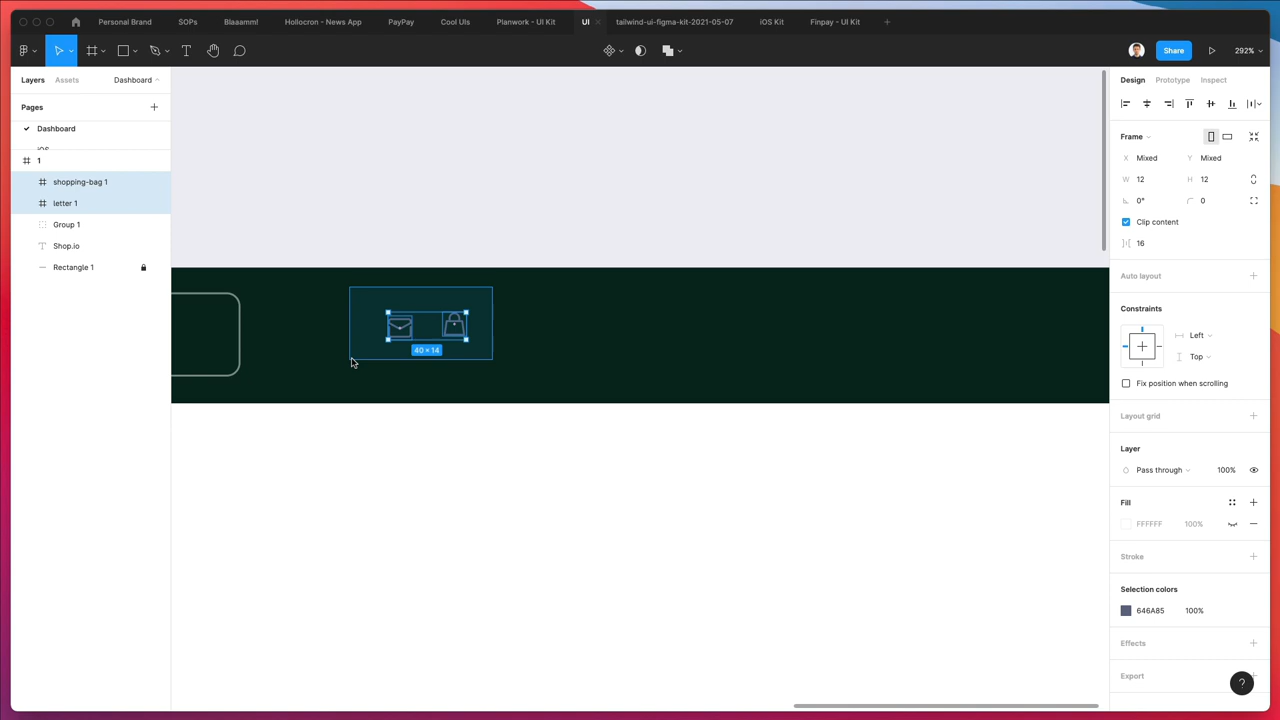 Personal Brand SOPs Blaaamm! Hollocron - News App PayPay Cool UIs Planwork - UI Kit UI tailwind-ui-figma-kit-2021-05-07 iOS Kit Finpay - UI Kit
Share 292%
Layers Assets Dashboard
Design Prototype Inspect
Pages
Dashboard
iOS
1
shopping-bag 1
letter 1
Group 1
Shop.io
Rectangle 1
40 × 14
Frame
X Mixed Y Mixed
W 12 H 12
0° 0
Clip content
16
Auto layout
Constraints
Left
Top
Fix position when scrolling
Layout grid
Layer
Pass through 100%
Fill
FFFFFF 100%
Stroke
Selection colors
646A85 100%
Effects
Export
?